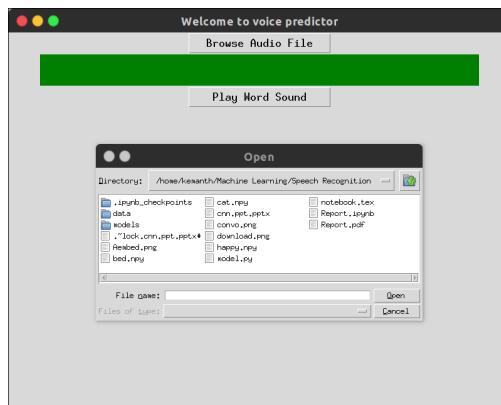 Welcome to voice predictor
Browse Audio File
Play Word Sound
Open
Directory: /home/kemanth/Machine Learning/Speech Recognition
.ipynb_checkpoints cat.npy notebook.tex
data cnn.ppt.pptx Report.ipynb
models convo.png Report.pdf
.~lock.cnn.ppt.pptx# download.png
Aembed.png happy.npy
bed.npy model.py
File name: Open
Files of type: Cancel